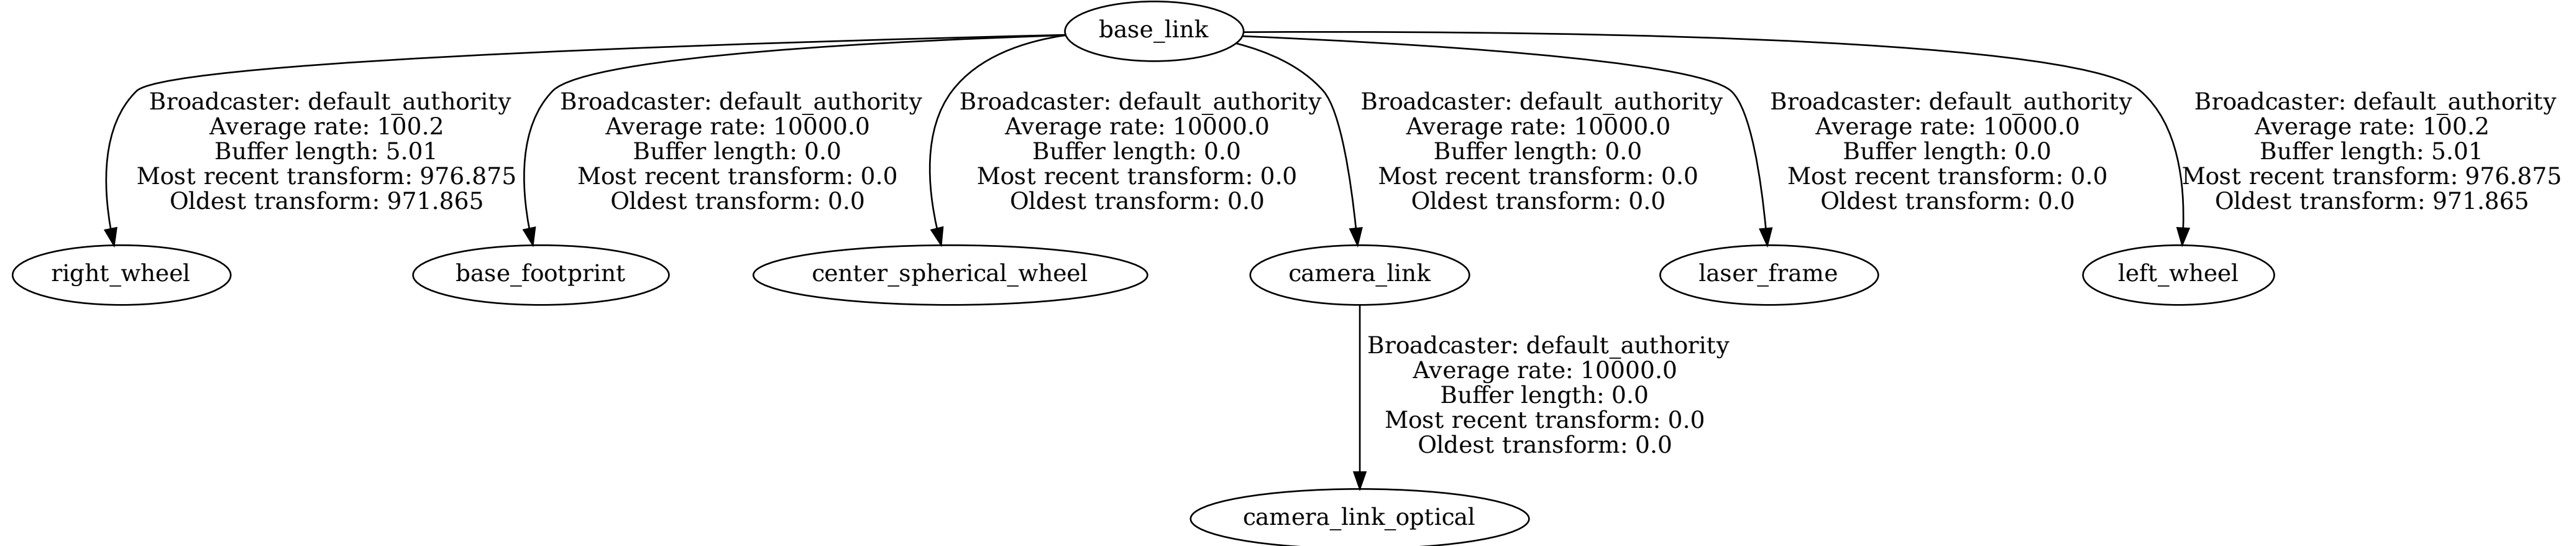 base_link
Broadcaster: default_authority
Average rate: 100.2
Buffer length: 5.01
Most recent transform: 976.875
Oldest transform: 971.865
Broadcaster: default_authority
Average rate: 10000.0
Buffer length: 0.0
Most recent transform: 0.0
Oldest transform: 0.0
Broadcaster: default_authority
Average rate: 10000.0
Buffer length: 0.0
Most recent transform: 0.0
Oldest transform: 0.0
Broadcaster: default_authority
Average rate: 10000.0
Buffer length: 0.0
Most recent transform: 0.0
Oldest transform: 0.0
Broadcaster: default_authority
Average rate: 10000.0
Buffer length: 0.0
Most recent transform: 0.0
Oldest transform: 0.0
Broadcaster: default_authority
Average rate: 100.2
Buffer length: 5.01
Most recent transform: 976.875
Oldest transform: 971.865
right_wheel
base_footprint
center_spherical_wheel
camera_link
laser_frame
left_wheel
Broadcaster: default_authority
Average rate: 10000.0
Buffer length: 0.0
Most recent transform: 0.0
Oldest transform: 0.0
camera_link_optical